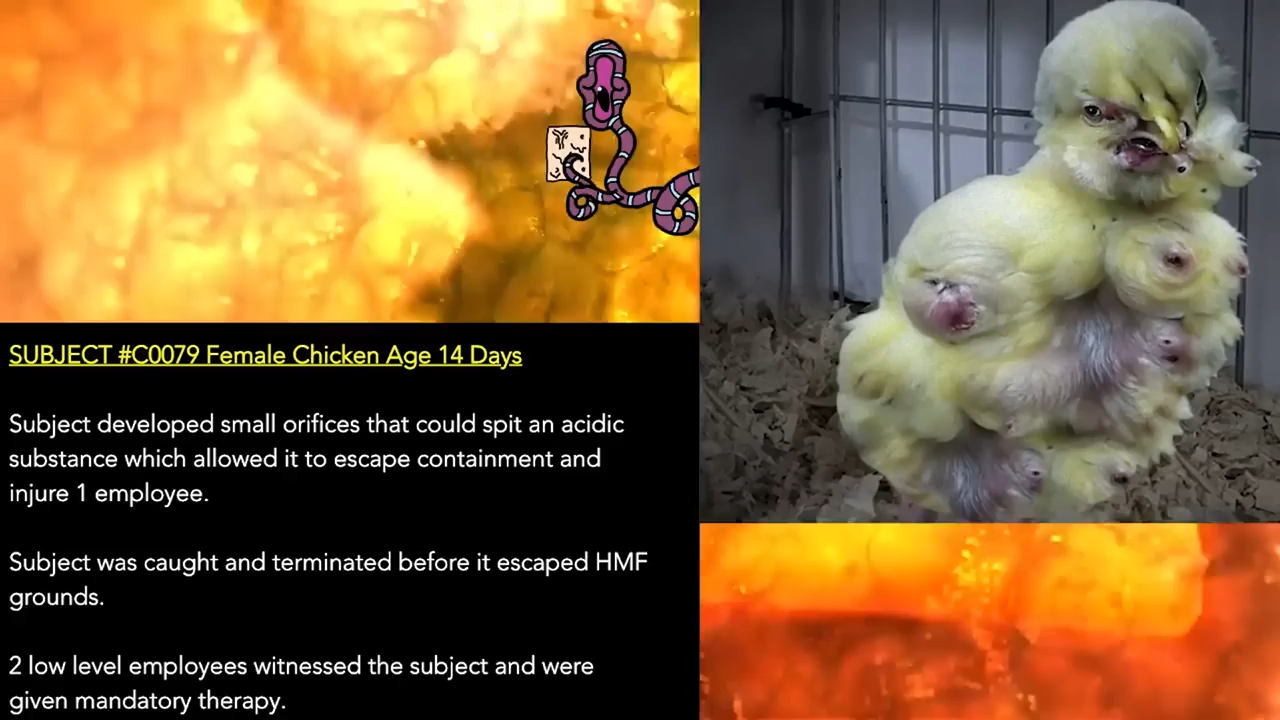 SUBJECT #C0079 Female Chicken Age 14 Days
Subject developed small orifices that could spit an acidic
substance which allowed it to escape containment and
injure 1 employee.
Subject was caught and terminated before it escaped HMF
grounds.
2 low level employees witnessed the subject and were
given mandatory therapy.